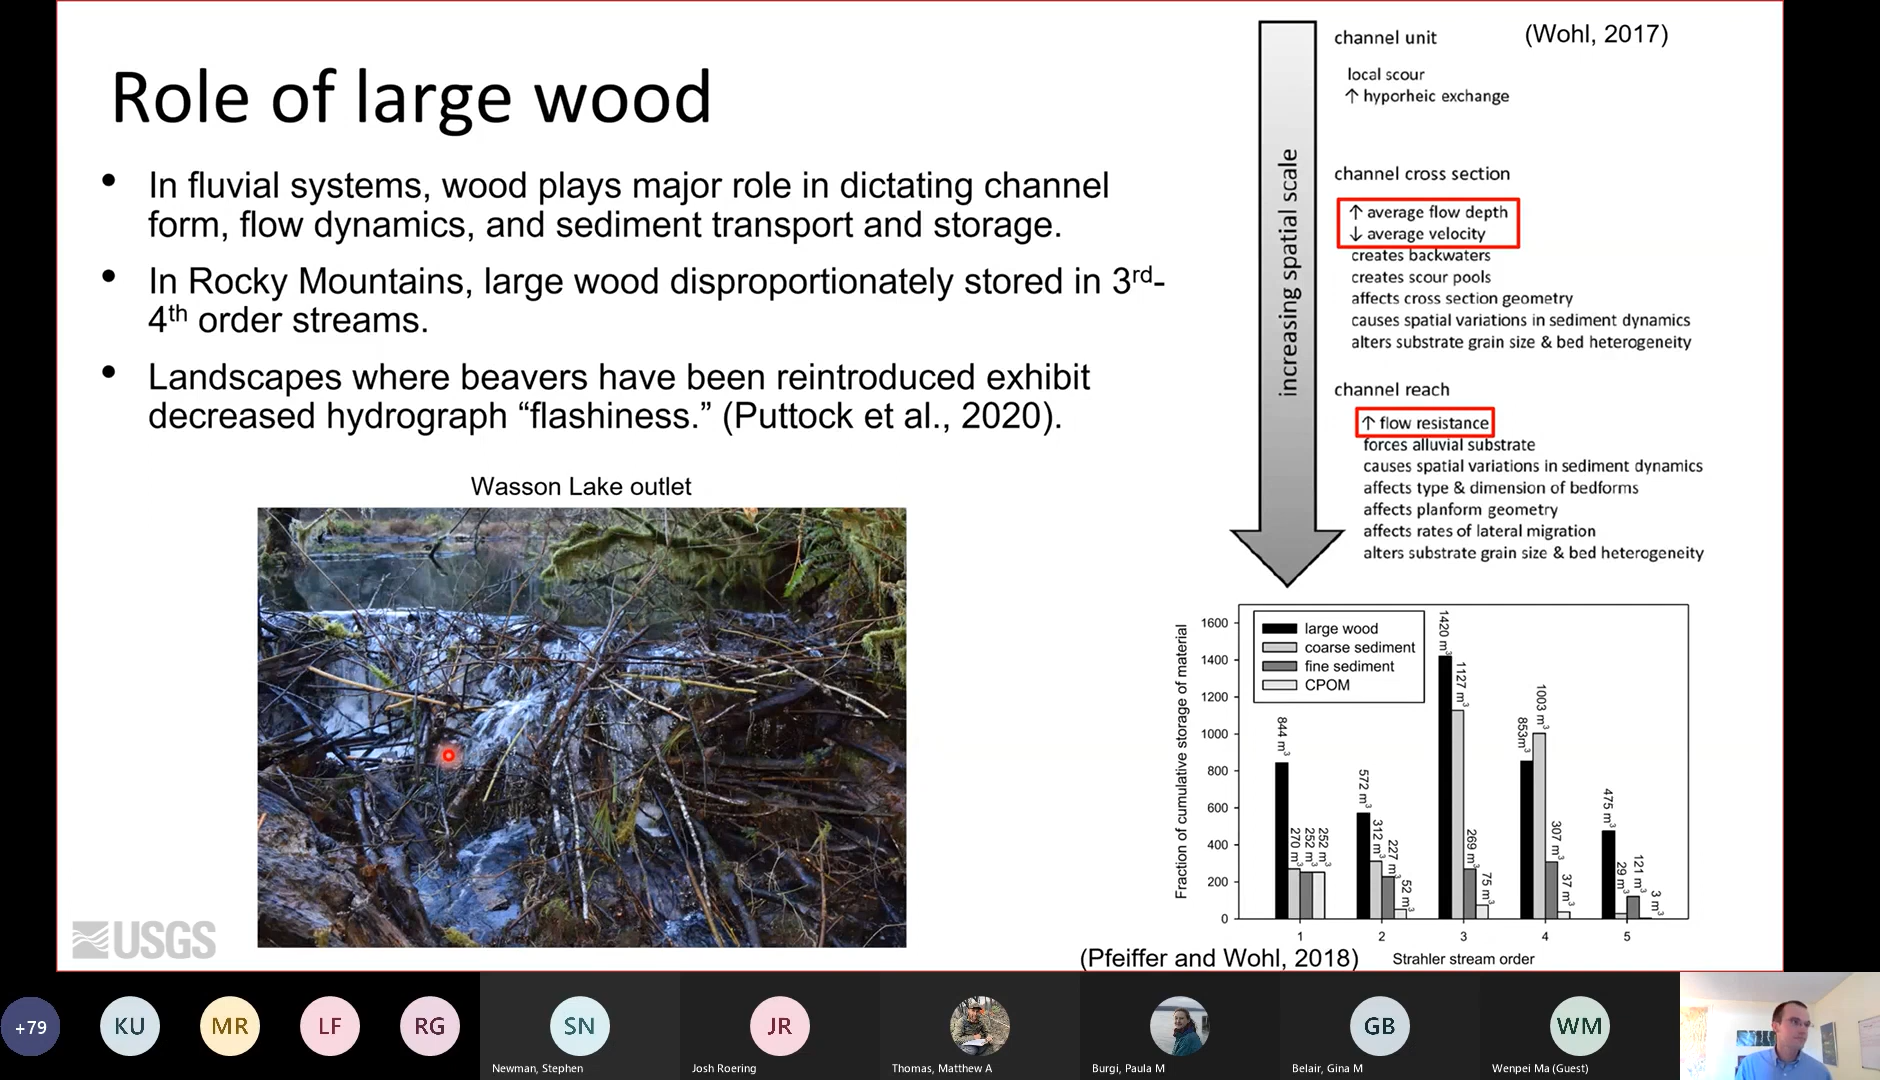 Role of large wood
• In fluvial systems, wood plays major role in dictating channel
form, flow dynamics, and sediment transport and storage.
• In Rocky Mountains, large wood disproportionately stored in 3rd-
4th order streams.
• Landscapes where beavers have been reintroduced exhibit
decreased hydrograph “flashiness.” (Puttock et al., 2020).
Wasson Lake outlet
USGS
(Wohl, 2017)
increasing spatial scale
channel unit
local scour
↑ hyporheic exchange
channel cross section
↑ average flow depth
↓ average velocity
creates backwaters
creates scour pools
affects cross section geometry
causes spatial variations in sediment dynamics
alters substrate grain size & bed heterogeneity
channel reach
↑ flow resistance
forces alluvial substrate
causes spatial variations in sediment dynamics
affects type & dimension of bedforms
affects planform geometry
affects rates of lateral migration
alters substrate grain size & bed heterogeneity
Fraction of cumulative storage of material
1600
1400
1200
1000
800
600
400
200
0
large wood
coarse sediment
fine sediment
CPOM
844 m³
270 m³
252 m³
252 m³
572 m³
312 m³
227 m³
52 m³
1420 m³
1127 m³
269 m³
75 m³
853m³
1003 m³
307 m³
37 m³
475 m³
29 m³
121 m³
3 m³
1 2 3 4 5
Strahler stream order
(Pfeiffer and Wohl, 2018)
+79
KU
MR
LF
RG
SN
Newman, Stephen
JR
Josh Roering
Thomas, Matthew A
Burgi, Paula M
GB
Belair, Gina M
WM
Wenpei Ma (Guest)